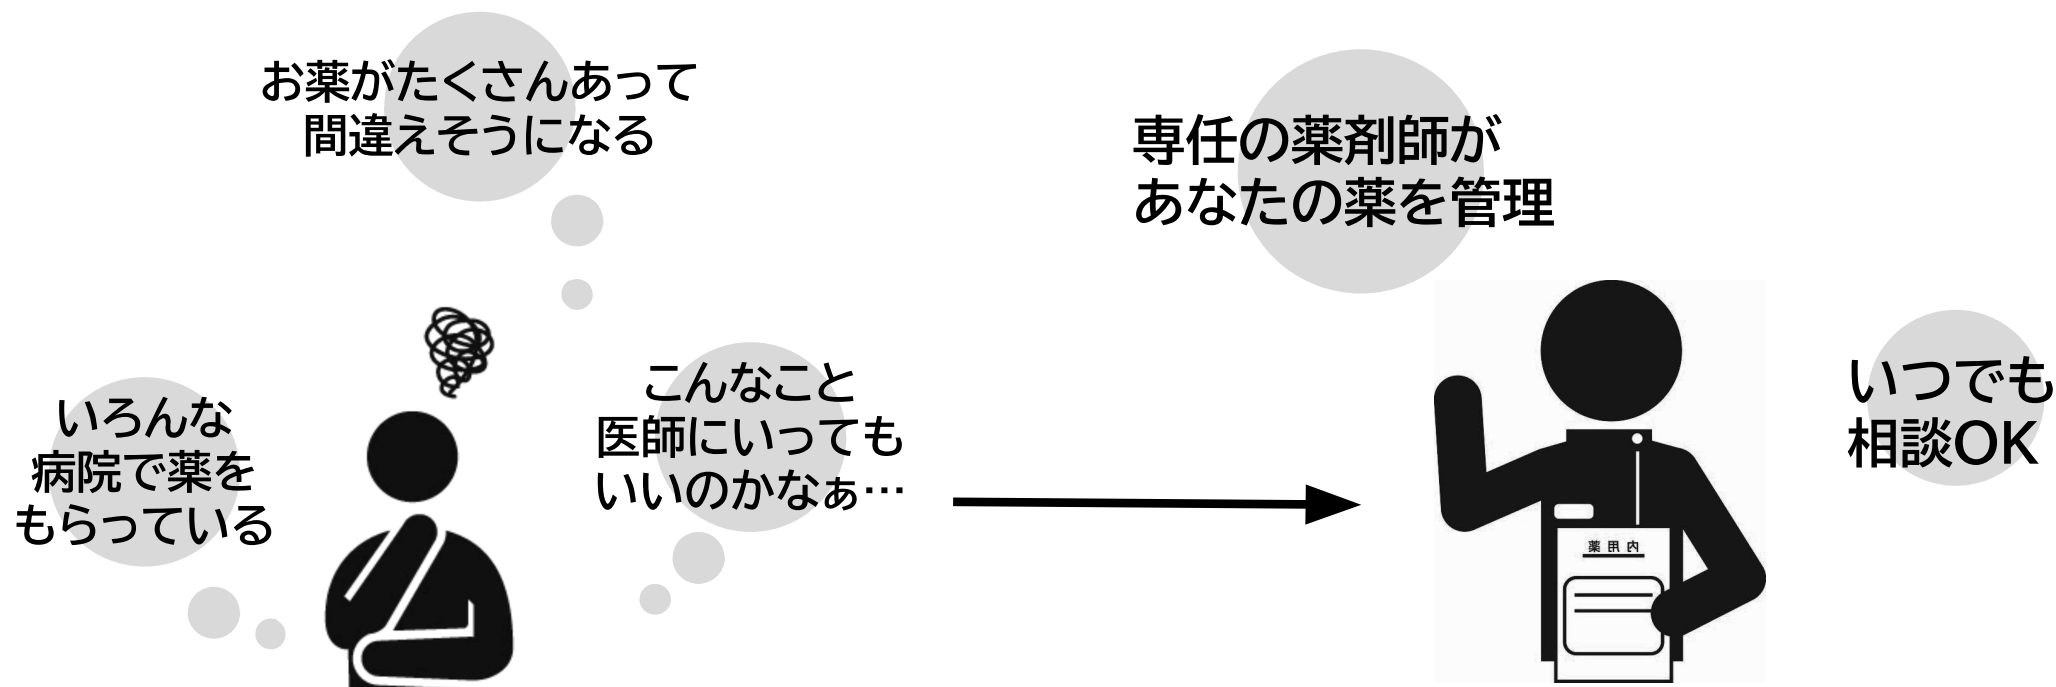 お薬がたくさんあって
間違えそうになる
いろんな
病院で薬を
もらっている
こんなこと
医師にいっても
いいのかなぁ…
専任の薬剤師が
あなたの薬を管理
いつでも
相談OK
内用薬